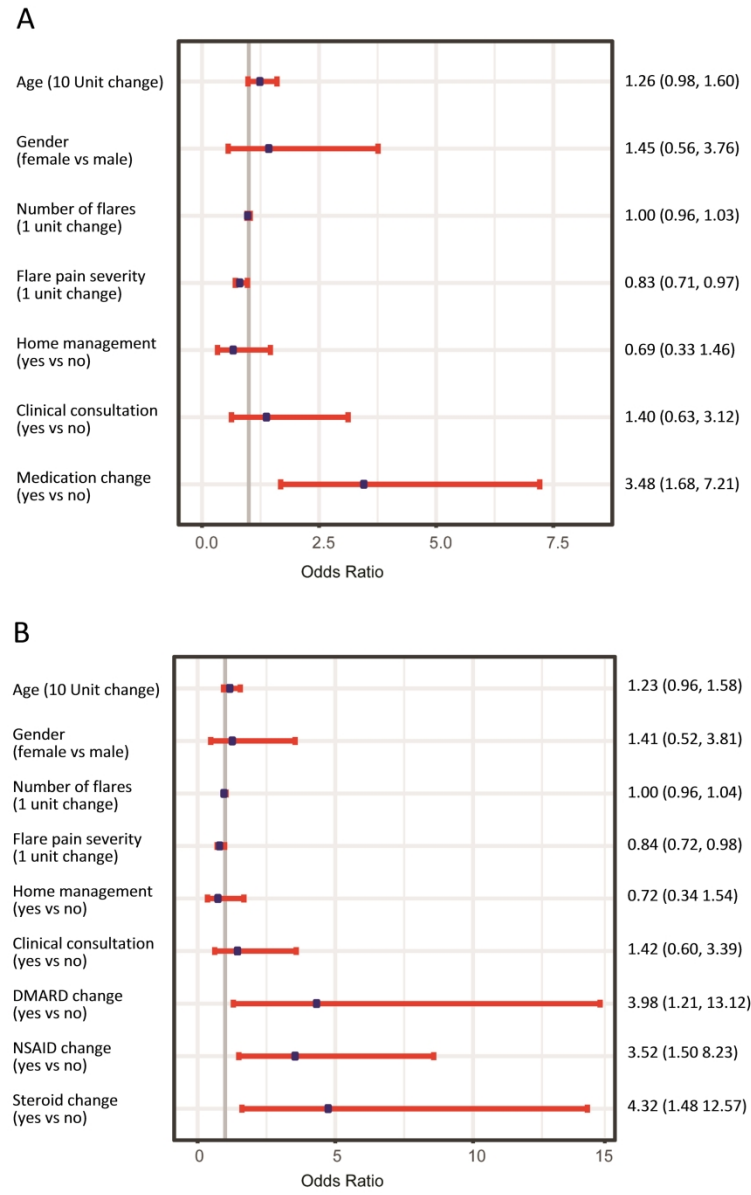 A
Age (10 Unit change)
1.26 (0.98, 1.60)
Gender
(female vs male)
1.45 (0.56, 3.76)
Number of flares
(1 unit change)
1.00 (0.96, 1.03)
Flare pain severity
(1 unit change)
0.83 (0.71, 0.97)
Home management
(yes vs no)
0.69 (0.33 1.46)
Clinical consultation
(yes vs no)
1.40 (0.63, 3.12)
Medication change
(yes vs no)
3.48 (1.68, 7.21)
0.0 2.5 5.0 7.5
Odds Ratio
B
Age (10 Unit change)
1.23 (0.96, 1.58)
Gender
(female vs male)
1.41 (0.52, 3.81)
Number of flares
(1 unit change)
1.00 (0.96, 1.04)
Flare pain severity
(1 unit change)
0.84 (0.72, 0.98)
Home management
(yes vs no)
0.72 (0.34 1.54)
Clinical consultation
(yes vs no)
1.42 (0.60, 3.39)
DMARD change
(yes vs no)
3.98 (1.21, 13.12)
NSAID change
(yes vs no)
3.52 (1.50 8.23)
Steroid change
(yes vs no)
4.32 (1.48 12.57)
0 5 10 15
Odds Ratio